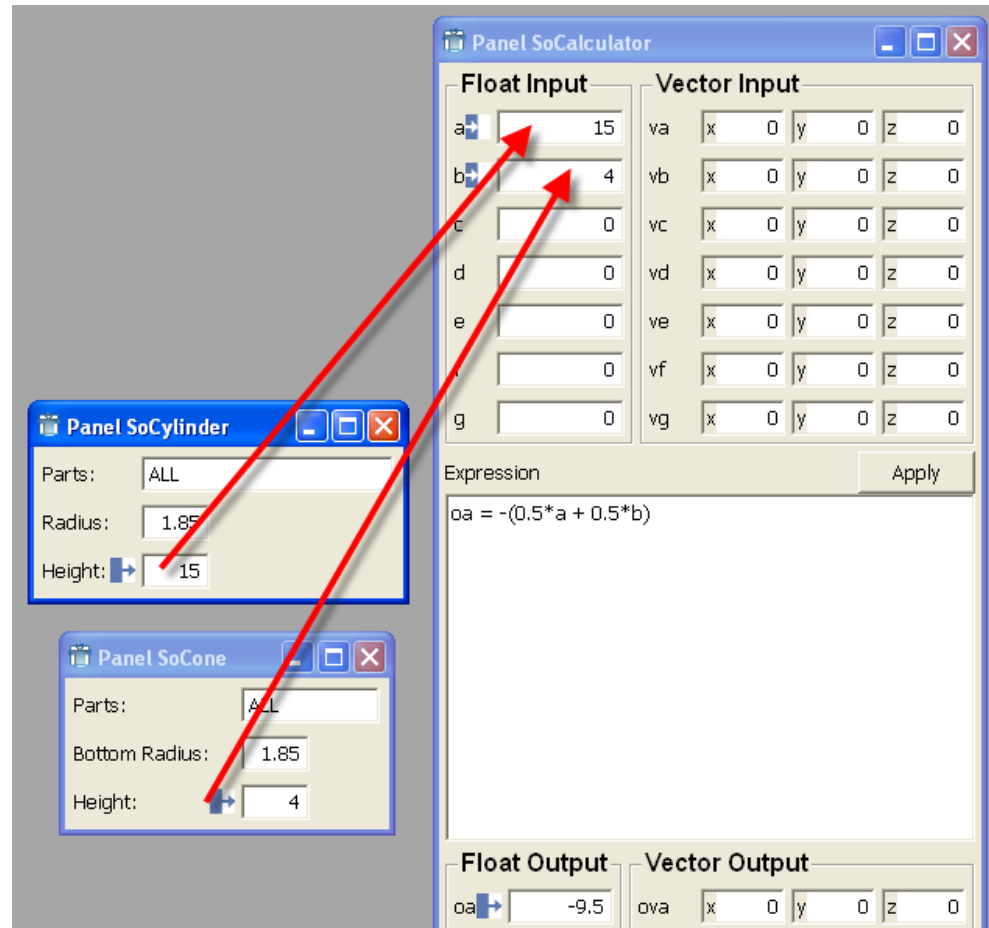 Panel SoCalculator
Float Input Vector Input
a 15 va x 0 y 0 z 0
b 4 vb x 0 y 0 z 0
c 0 vc x 0 y 0 z 0
d 0 vd x 0 y 0 z 0
e 0 ve x 0 y 0 z 0
0 vf x 0 y 0 z 0
g 0 vg x 0 y 0 z 0
Expression Apply
oa = -(0.5*a + 0.5*b)
Float Output Vector Output
oa -9.5 ova x 0 y 0 z 0
Panel SoCylinder
Parts: ALL
Radius: 1.85
Height: 15
Panel SoCone
Parts: ALL
Bottom Radius: 1.85
Height: 4